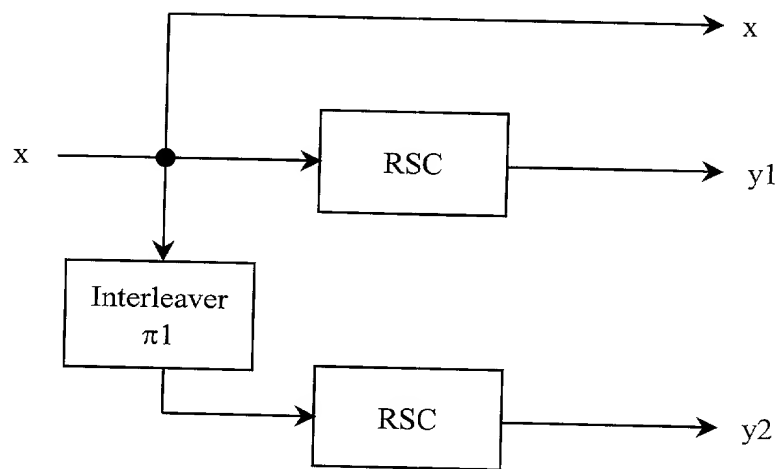 x
x
RSC
y1
Interleaver
π1
RSC
y2